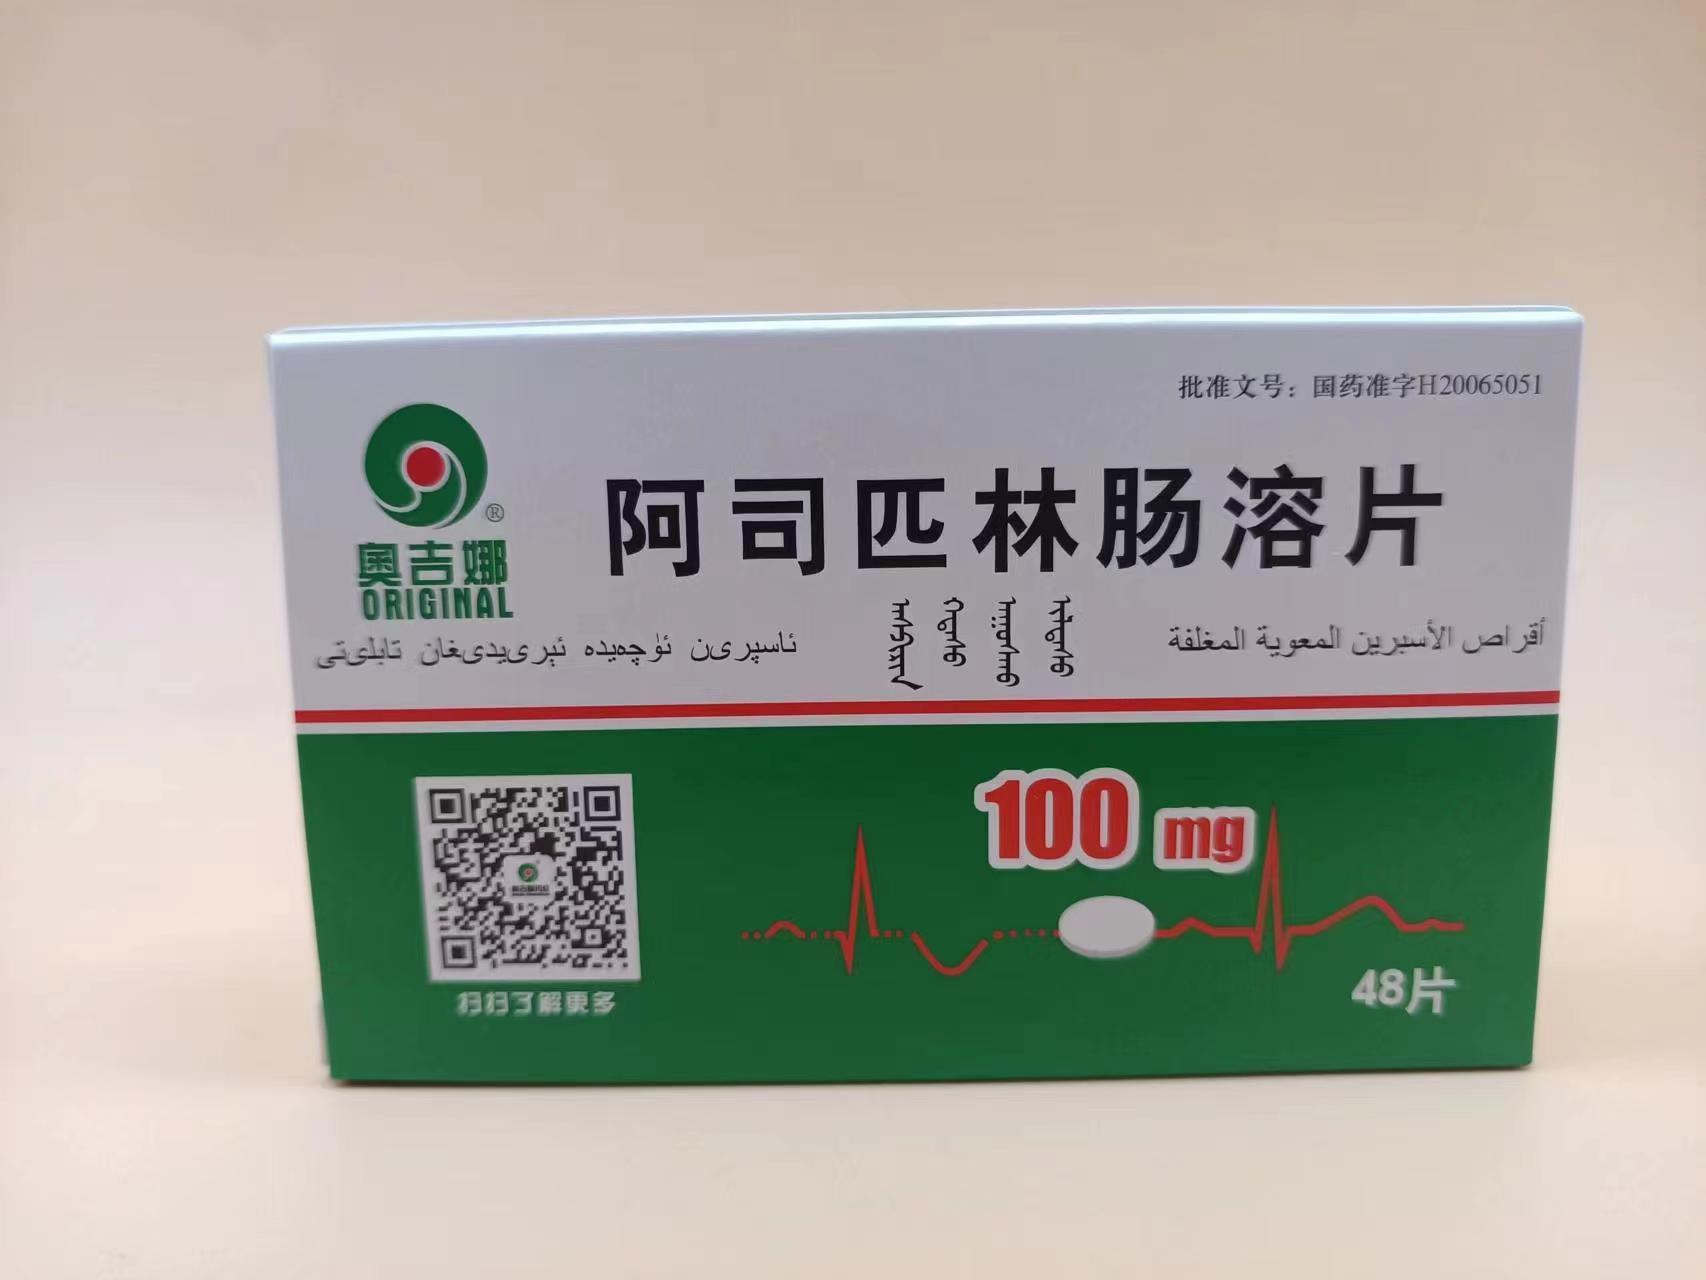 批准文号：国药准字H20065051
®
奥吉娜
ORIGINAL
阿司匹林肠溶片
ئاسپىرىن ئۈچەيدە ئېرىيدىغان تابلېتى
أقراص الأسبرين المعوية المغلفة
100 mg
48片
扫扫了解更多